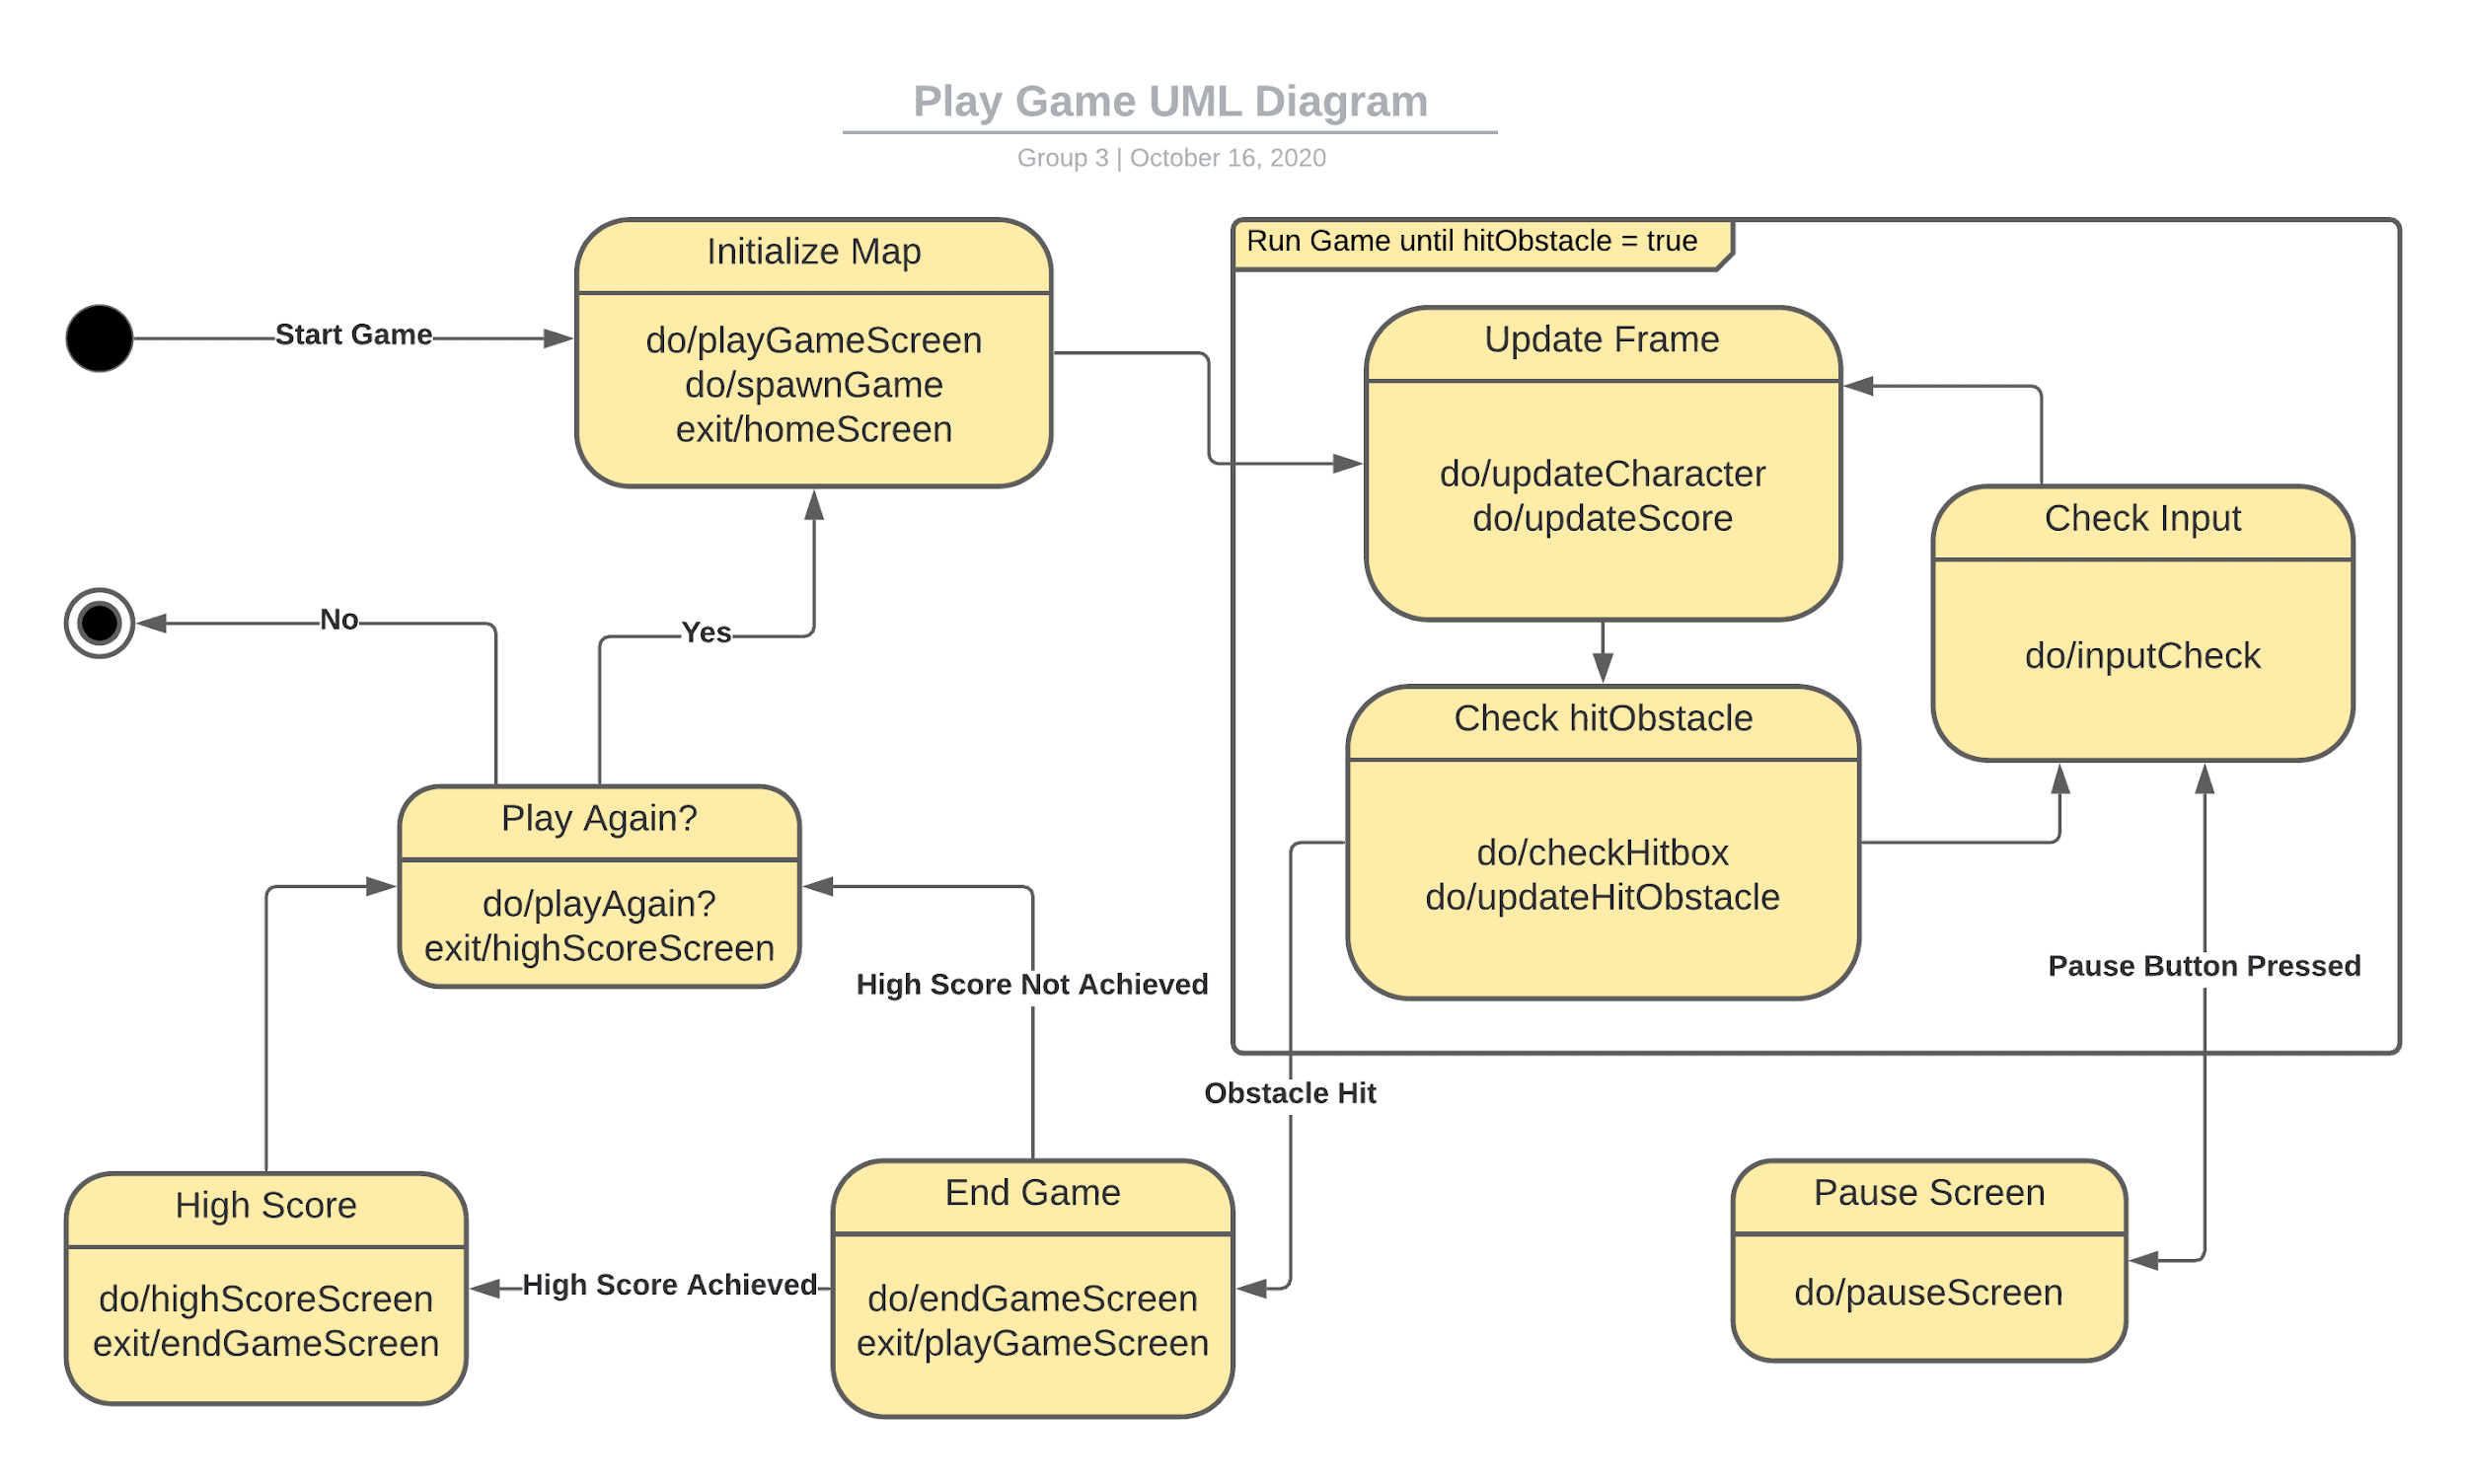 Play Game UML Diagram
Group 3 | October 16, 2020
Initialize Map
do/playGameScreen
do/spawnGame
exit/homeScreen
Start Game
Run Game until hitObstacle = true
Update Frame
do/updateCharacter
do/updateScore
Check Input
do/inputCheck
No
Yes
Check hitObstacle
do/checkHitbox
do/updateHitObstacle
Play Again?
do/playAgain?
exit/highScoreScreen
High Score Not Achieved
Pause Button Pressed
Obstacle Hit
High Score
do/highScoreScreen
exit/endGameScreen
High Score Achieved
End Game
do/endGameScreen
exit/playGameScreen
Pause Screen
do/pauseScreen